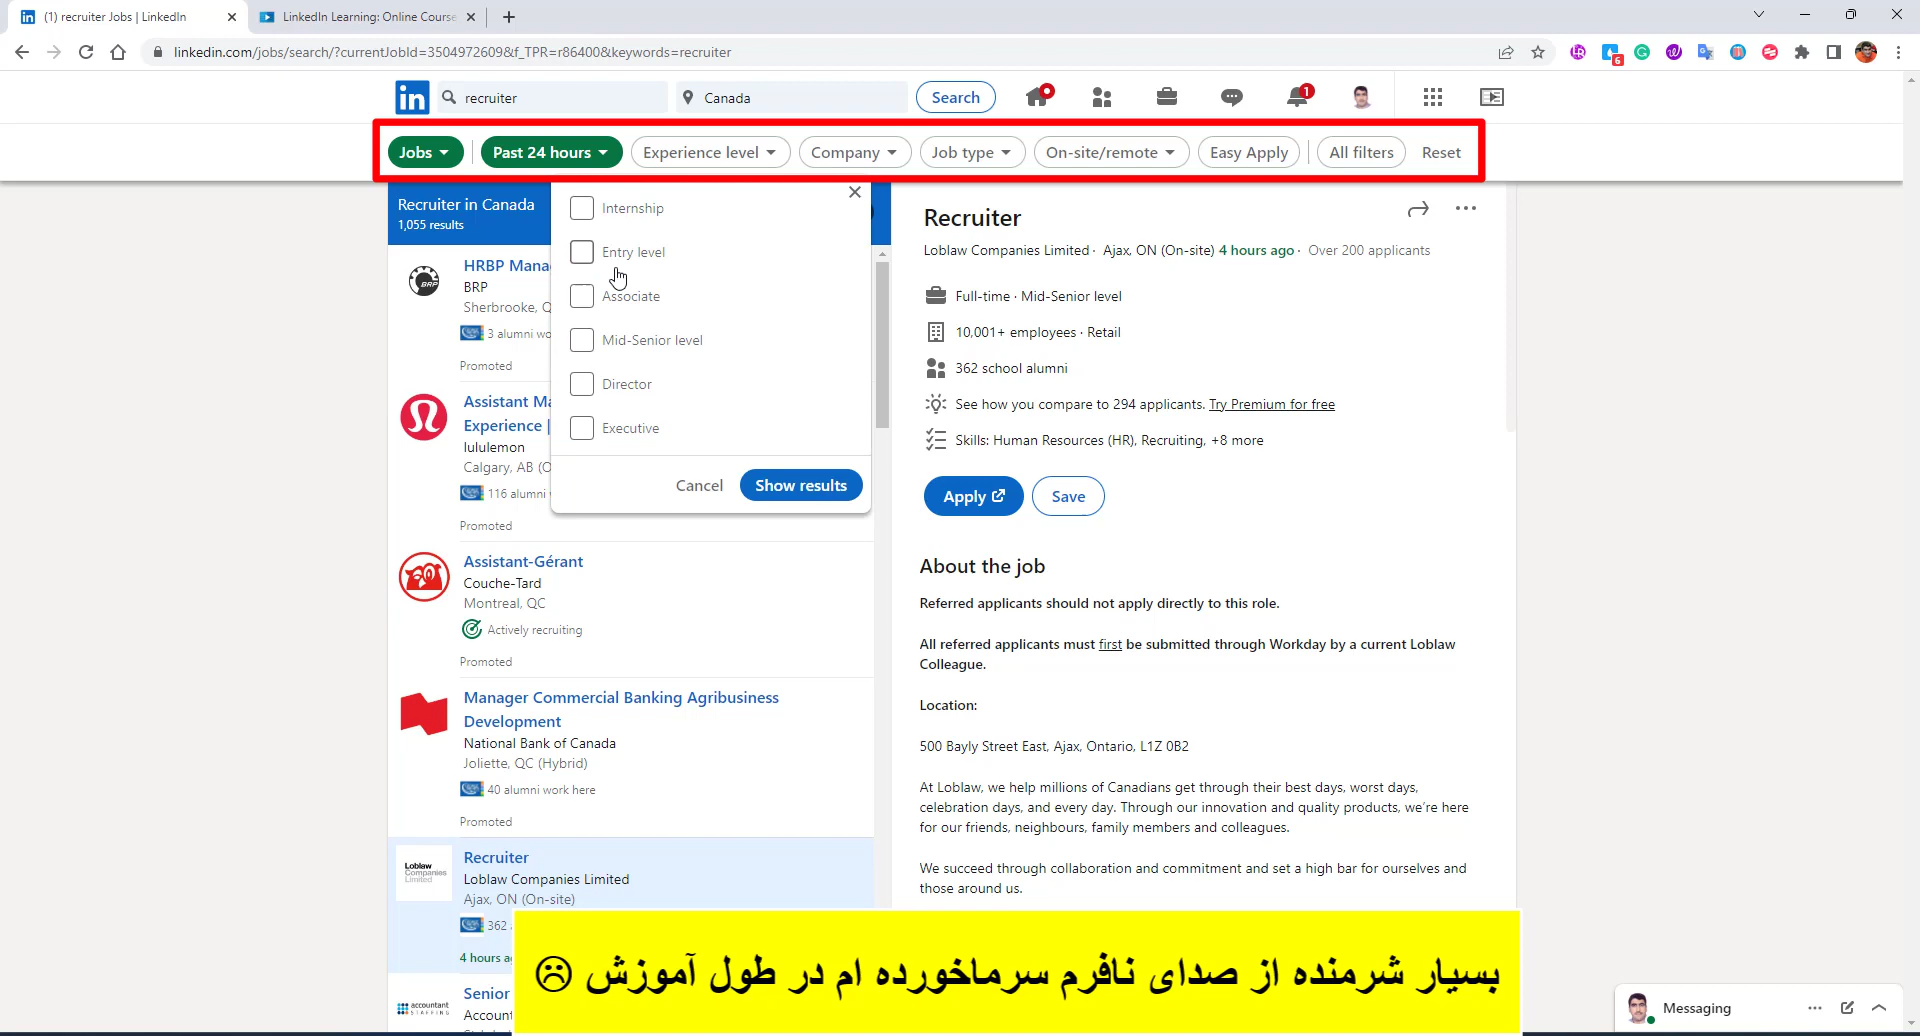 (1) recruiter Jobs | LinkedIn
LinkedIn Learning: Online Course
linkedin.com/jobs/search/?currentJobId=3504972609&f_TPR=r86400&keywords=recruiter
6
in
recruiter
Canada
Search
1
Jobs
Past 24 hours
Experience level
Company
Job type
On-site/remote
Easy Apply
All filters
Reset
Recruiter in Canada
1,055 results
Internship
Entry level
Associate
Mid-Senior level
Director
Executive
Cancel
Show results
BRP
HRBP Mana
BRP
Sherbrooke, Q
3 alumni wo
Promoted
Assistant Ma
Experience |
lululemon
Calgary, AB (O
116 alumni
Promoted
Assistant-Gérant
Couche-Tard
Montreal, QC
Actively recruiting
Promoted
Manager Commercial Banking Agribusiness
Development
National Bank of Canada
Joliette, QC (Hybrid)
40 alumni work here
Promoted
Loblaw
Companies
Limited
Recruiter
Loblaw Companies Limited
Ajax, ON (On-site)
362
4 hours a
accountant
STAFFING
Senior
Account
Recruiter
Loblaw Companies Limited · Ajax, ON (On-site) 4 hours ago · Over 200 applicants
Full-time · Mid-Senior level
10,001+ employees · Retail
362 school alumni
See how you compare to 294 applicants. Try Premium for free
Skills: Human Resources (HR), Recruiting, +8 more
Apply
Save
About the job
Referred applicants should not apply directly to this role.
All referred applicants must first be submitted through Workday by a current Loblaw
Colleague.
Location:
500 Bayly Street East, Ajax, Ontario, L1Z 0B2
At Loblaw, we help millions of Canadians get through their best days, worst days,
celebration days, and every day. Through our innovation and quality products, we're here
for our friends, neighbours, family members and colleagues.
We succeed through collaboration and commitment and set a high bar for ourselves and
those around us.
بسیار شرمنده از صدای نافرم سرماخورده ام در طول آموزش ☹
Messaging